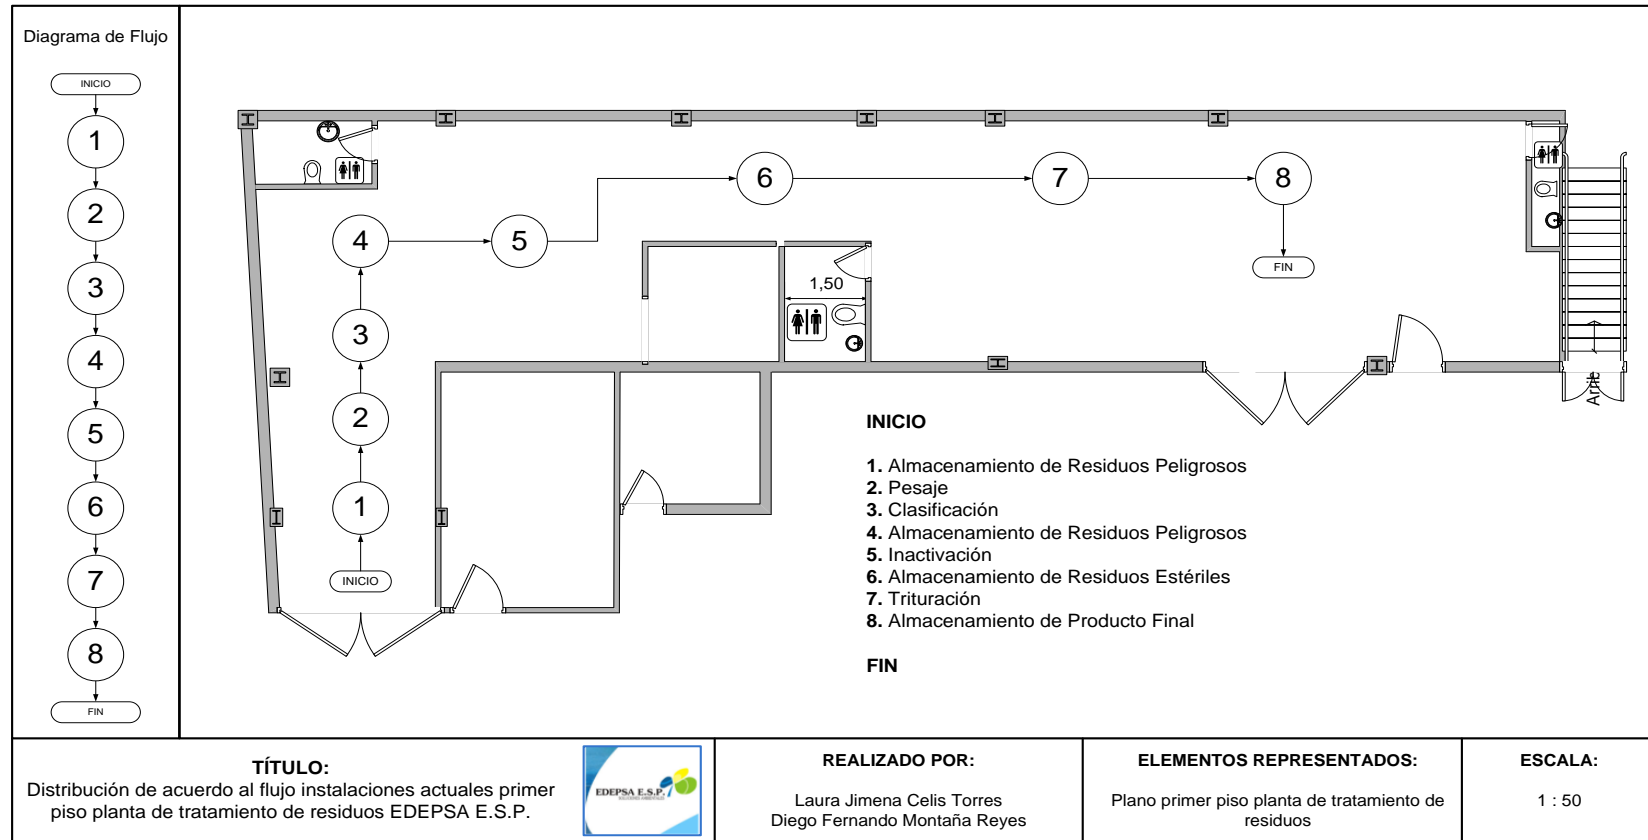 Diagrama de Flujo
INICIO
1
2
3
4
5
6
7
8
FIN
6
7
8
4
5
FIN
1,50
3
2
1
INICIO
INICIO
1. Almacenamiento de Residuos Peligrosos
2. Pesaje
3. Clasificación
4. Almacenamiento de Residuos Peligrosos
5. Inactivación
6. Almacenamiento de Residuos Estériles
7. Trituración
8. Almacenamiento de Producto Final
FIN
TÍTULO:
Distribución de acuerdo al flujo instalaciones actuales primer
piso planta de tratamiento de residuos EDEPSA E.S.P.
EDEPSA E.S.P.
REALIZADO POR:
Laura Jimena Celis Torres
Diego Fernando Montaña Reyes
ELEMENTOS REPRESENTADOS:
Plano primer piso planta de tratamiento de
residuos
ESCALA:
1 : 50